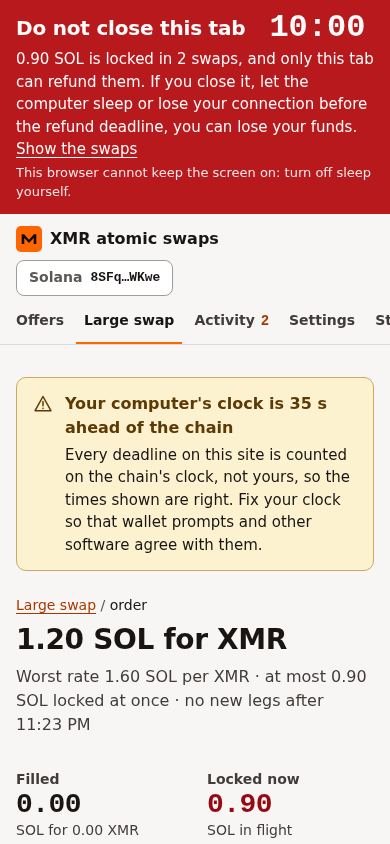 Do not close this tab 10:00
0.90 SOL is locked in 2 swaps, and only this tab
can refund them. If you close it, let the
computer sleep or lose your connection before
the refund deadline, you can lose your funds.
Show the swaps
This browser cannot keep the screen on: turn off sleep
yourself.
XMR atomic swaps
Solana 8SFq…WKwe
Offers Large swap Activity 2 Settings St
Your computer's clock is 35 s
ahead of the chain
Every deadline on this site is counted
on the chain's clock, not yours, so the
times shown are right. Fix your clock
so that wallet prompts and other
software agree with them.
Large swap / order
1.20 SOL for XMR
Worst rate 1.60 SOL per XMR · at most 0.90
SOL locked at once · no new legs after
11:23 PM
Filled Locked now
0.00 0.90
SOL for 0.00 XMR SOL in flight